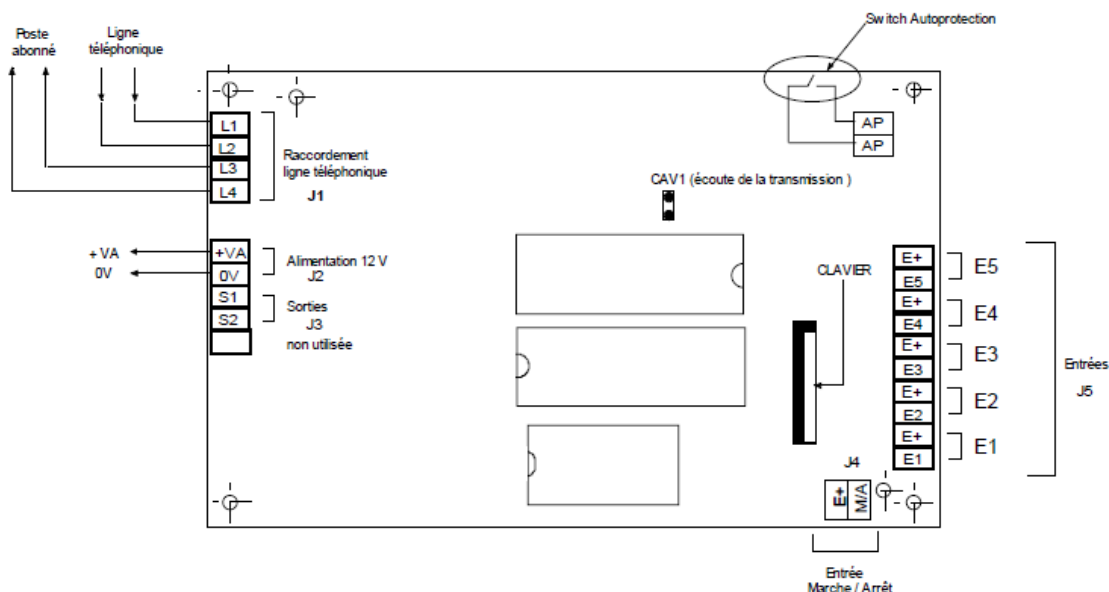 Switch Autoprotection
Poste
abonné
Ligne
téléphonique
L1
L2
L3
L4
Raccordement
ligne téléphonique
J1
AP
AP
CAV1 (écoute de la transmission )
+ VA
0V
+VA
0V
S1
S2
Alimentation 12 V
J2
Sorties
J3
non utilisée
CLAVIER
E+
E5
E+
E4
E+
E3
E+
E2
E+
E1
E5
E4
E3
E2
E1
Entrées
J5
J4
E+
M/A
Entrée
Marche / Arrêt